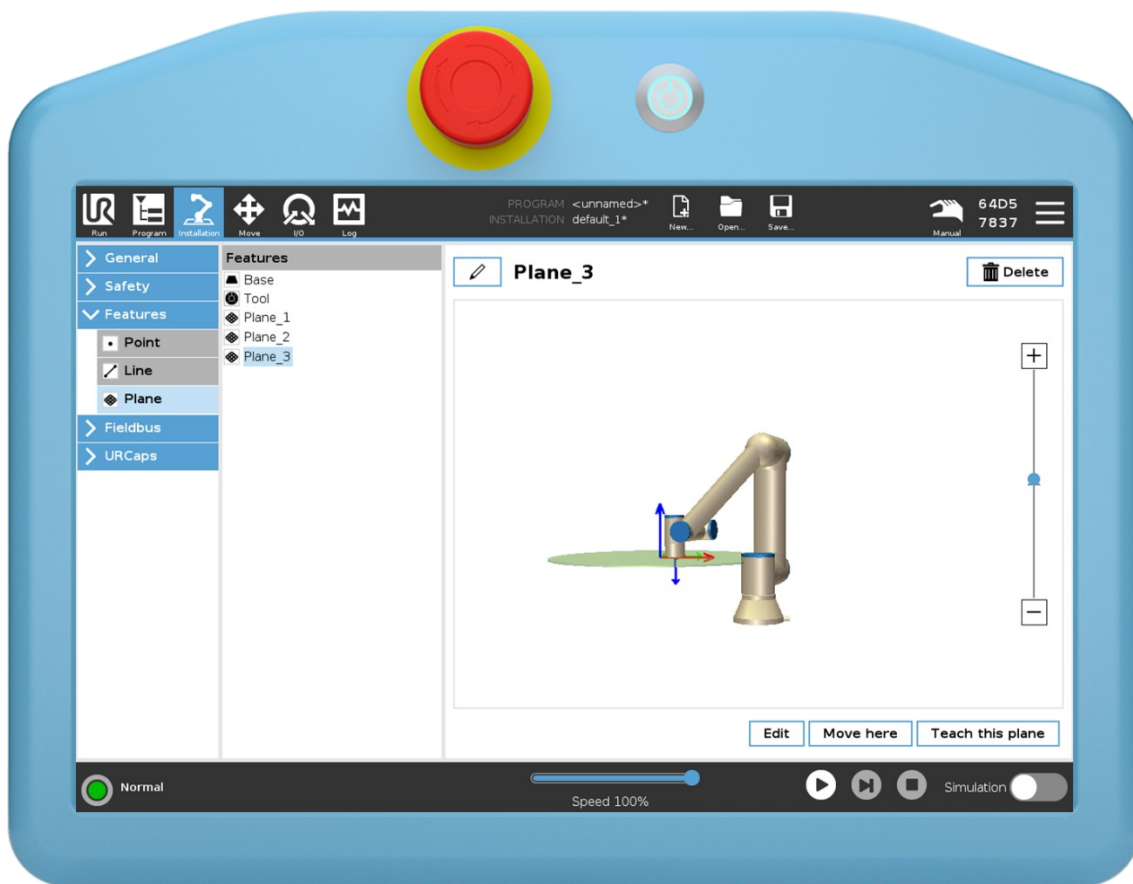 UR
Run
Program
Installation
Move
I/O
Log
PROGRAM <unnamed>*
INSTALLATION default_1*
New...
Open...
Save...
Manual
64D5
7837
General
Safety
Features
Point
Line
Plane
Fieldbus
URCaps
Features
Base
Tool
Plane_1
Plane_2
Plane_3
Plane_3
Delete
+
−
Edit
Move here
Teach this plane
Normal
Speed 100%
Simulation